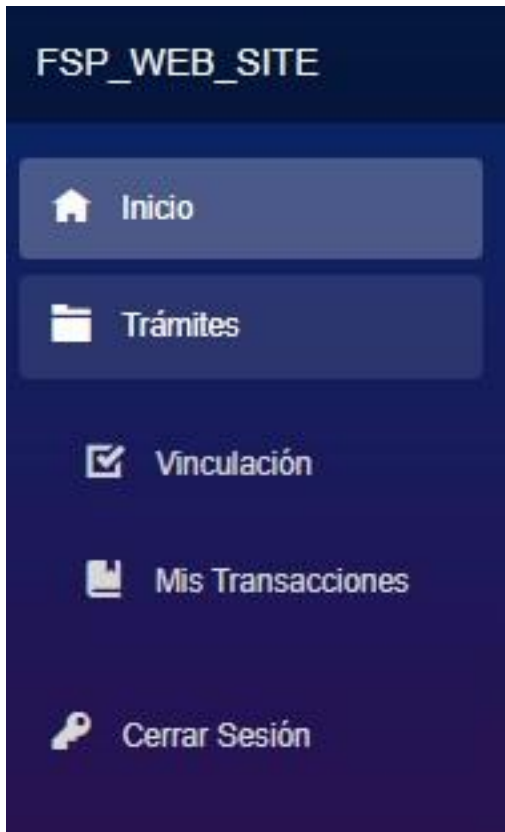 FSP_WEB_SITE
Inicio
Trámites
Vinculación
Mis Transacciones
Cerrar Sesión